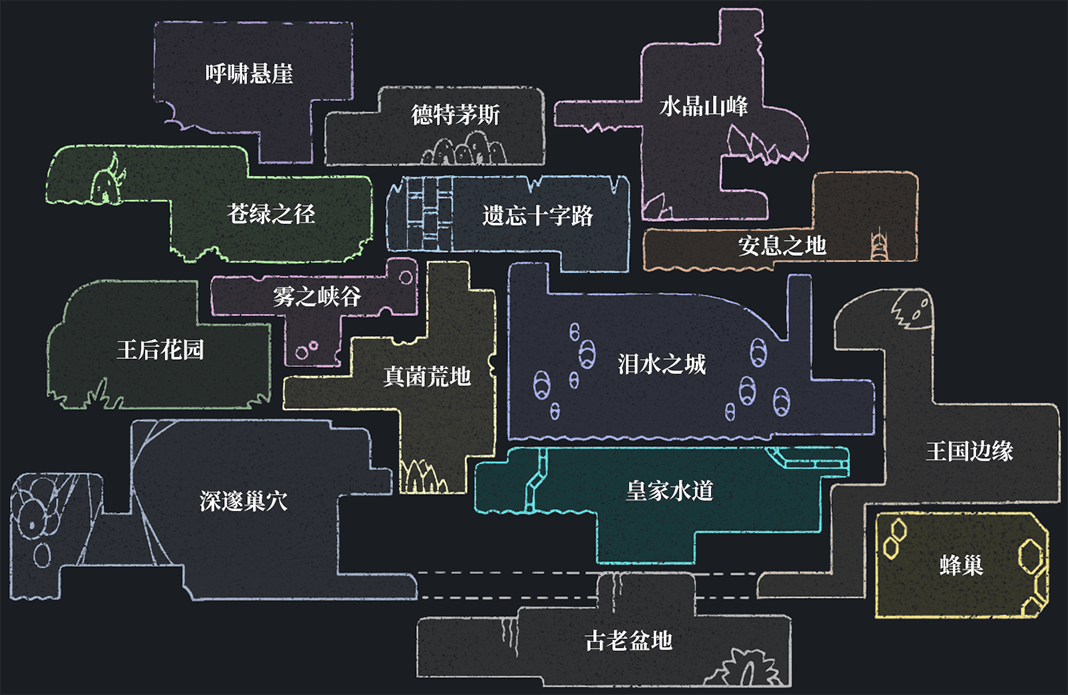 呼啸悬崖
德特茅斯
水晶山峰
苍绿之径
遗忘十字路
安息之地
雾之峡谷
王后花园
真菌荒地
泪水之城
王国边缘
深邃巢穴
皇家水道
蜂巢
古老盆地